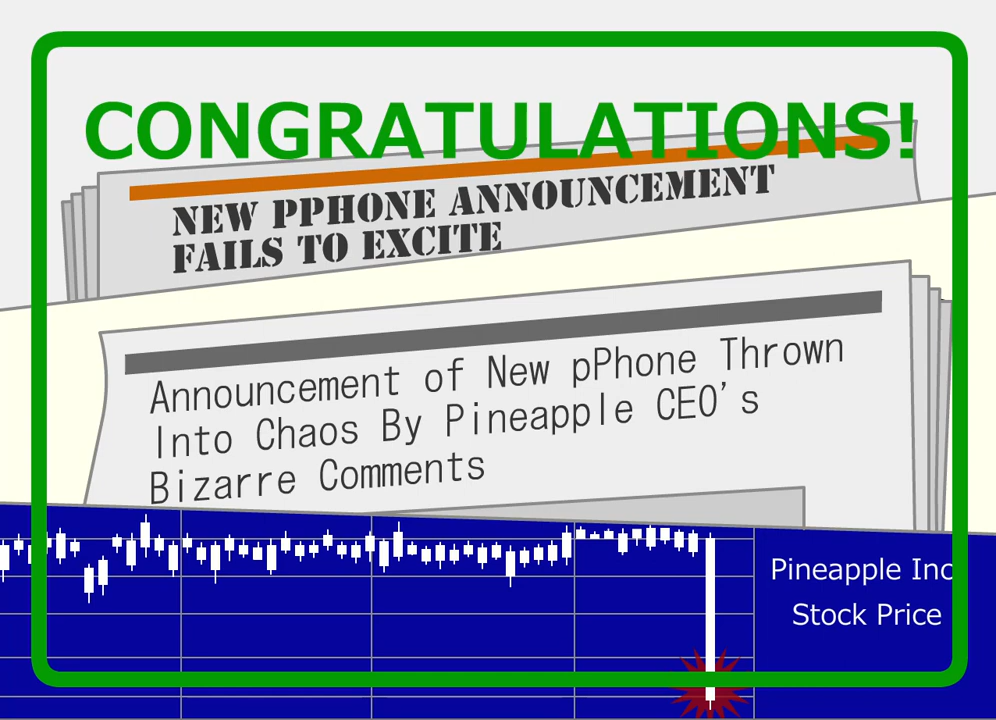 CONGRATULATIONS!
NEW PPHONE ANNOUNCEMENT
FAILS TO EXCITE
Announcement of New pPhone Thrown
Into Chaos By Pineapple CEO's
Bizarre Comments
Pineapple Inc
Stock Price